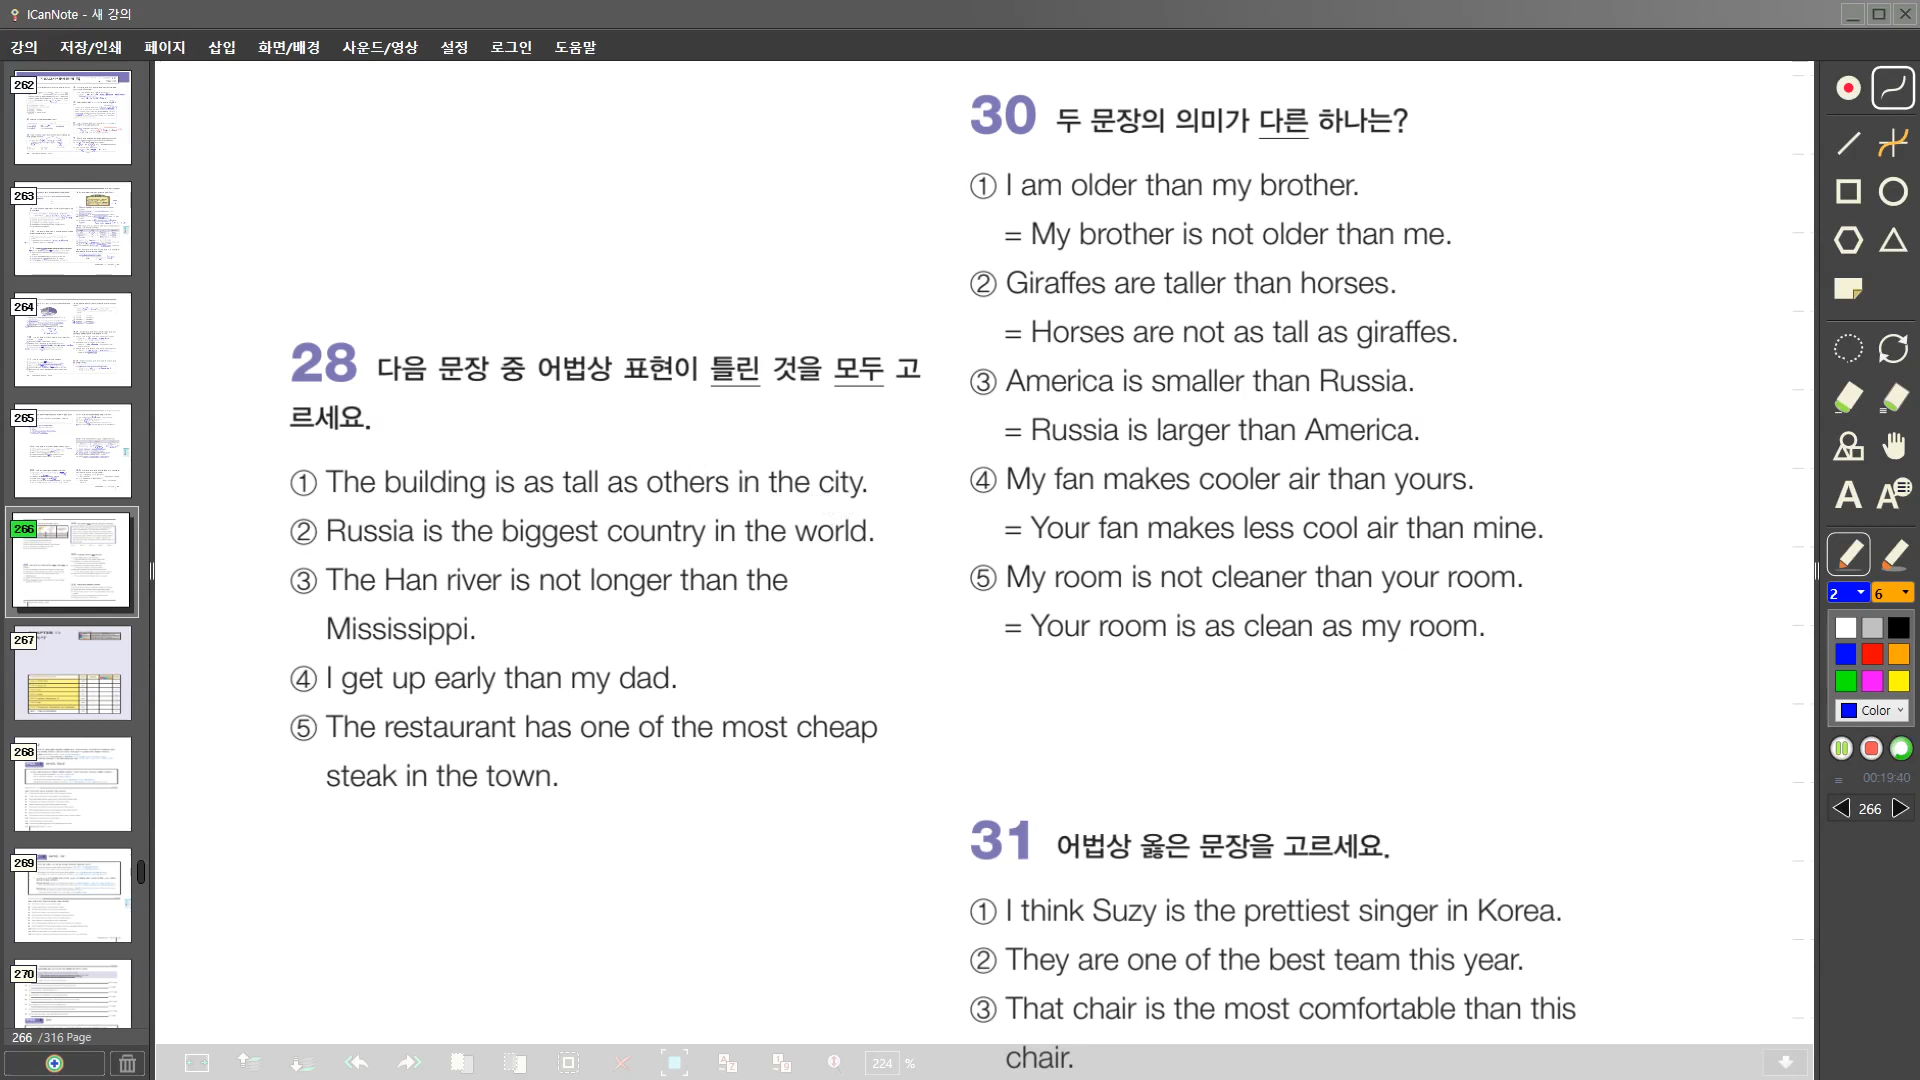 ICanNote - 새 강의
강의 저장/인쇄 페이지 삽입 화면/배경 사운드/영상 설정 로그인 도움말
262
263
264
265
266
267
268
269
270
266 /316 Page
28 다음 문장 중 어법상 표현이 틀린 것을 모두 고
르세요.
① The building is as tall as others in the city.
② Russia is the biggest country in the world.
③ The Han river is not longer than the
Mississippi.
④ I get up early than my dad.
⑤ The restaurant has one of the most cheap
steak in the town.
30 두 문장의 의미가 다른 하나는?
① I am older than my brother.
= My brother is not older than me.
② Giraffes are taller than horses.
= Horses are not as tall as giraffes.
③ America is smaller than Russia.
= Russia is larger than America.
④ My fan makes cooler air than yours.
= Your fan makes less cool air than mine.
⑤ My room is not cleaner than your room.
= Your room is as clean as my room.
31 어법상 옳은 문장을 고르세요.
① I think Suzy is the prettiest singer in Korea.
② They are one of the best team this year.
③ That chair is the most comfortable than this
chair.
224 %
A A
2 6
Color
00:19:40
266